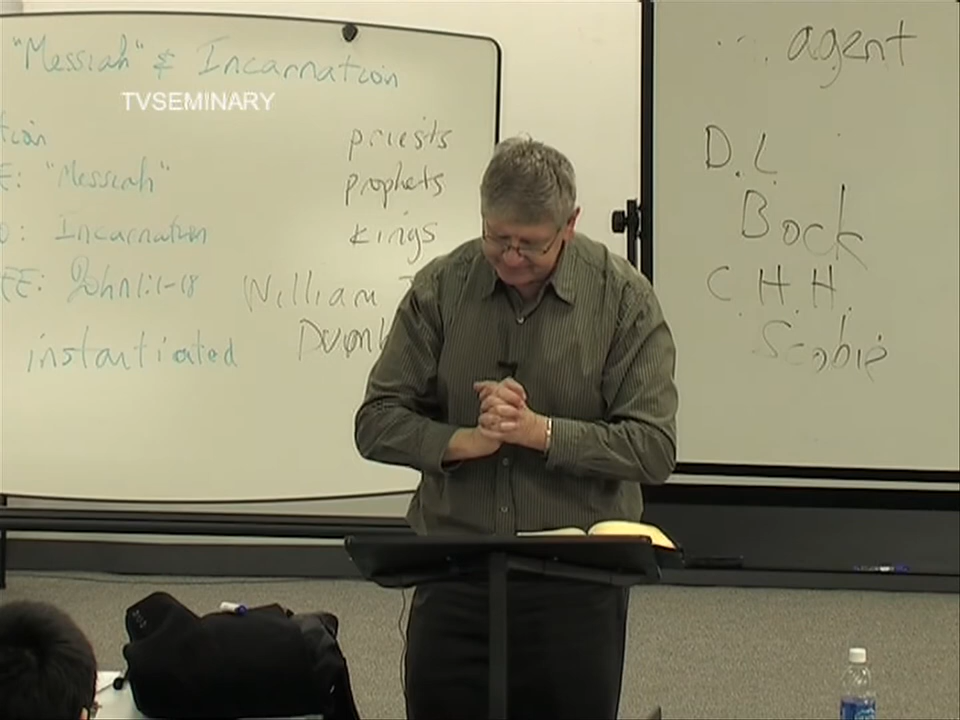 "Messiah" & Incarnation
TVSEMINARY
priests
"Messiah"
prophets
Incarnation
kings
John 1:1-18
William
instantiated
agent
D. L.
Bock
C. H. H.
Scobie